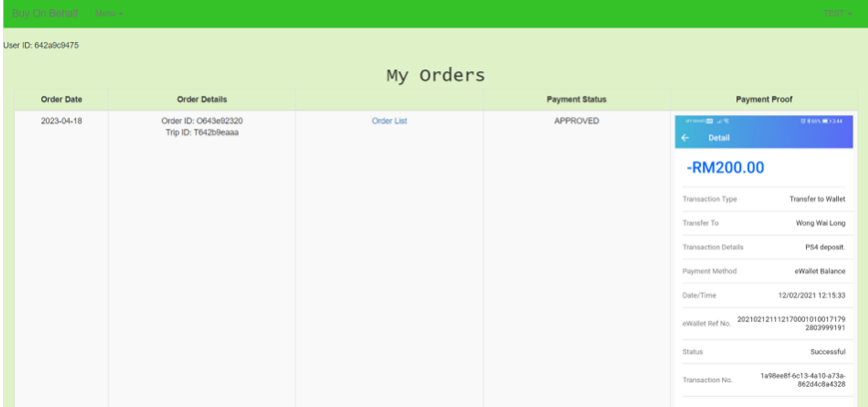 Buy On Behalf Menu TEST
User ID: 642a9c9475
My Orders
Order Date Order Details Payment Status Payment Proof
2023-04-18 Order ID: O643e92320 Order List APPROVED
Trip ID: T642b9eaaa
Detail
-RM200.00
Transaction Type Transfer to Wallet
Transfer To Wong Wai Long
Transaction Details PS4 deposit.
Payment Method eWallet Balance
Date/Time 12/02/2021 12:15:33
eWallet Ref No. 202102121112170001010017179
2803999191
Status Successful
Transaction No. 1a98ee8f-6c13-4a10-a73a-
862d4c8a4328